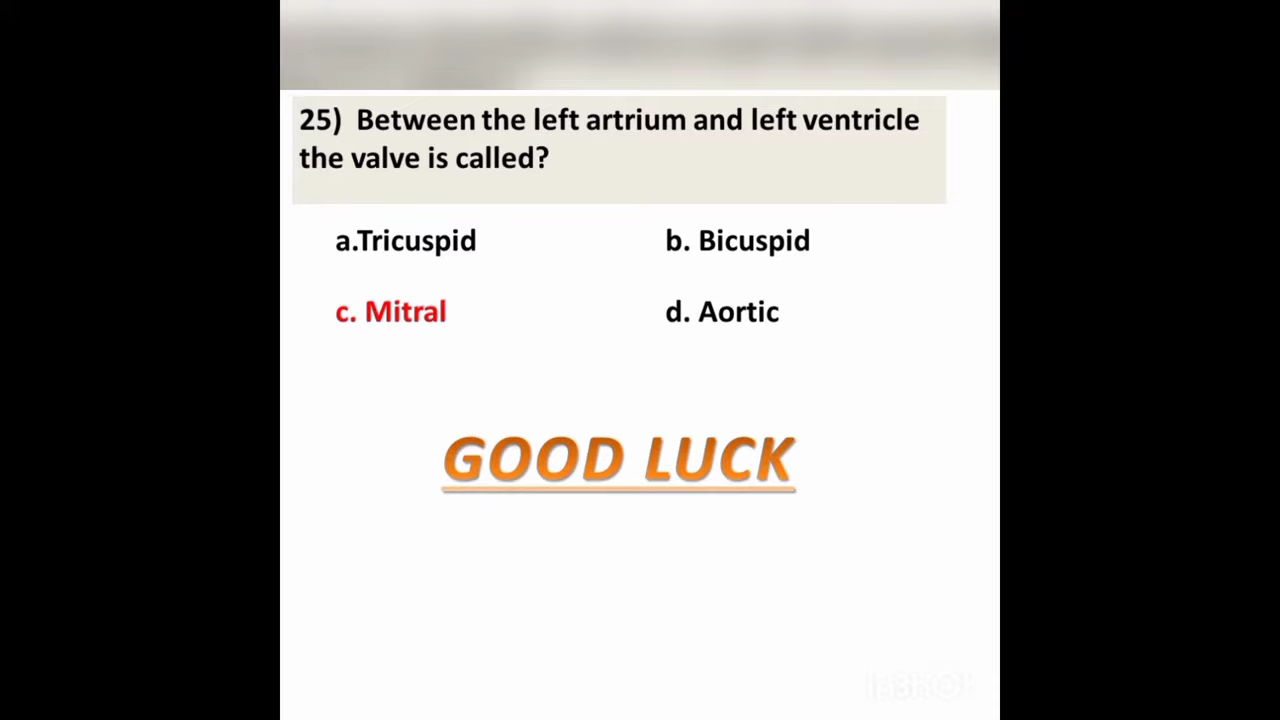 25) Between the left artrium and left ventricle
the valve is called?
a.Tricuspid b. Bicuspid
c. Mitral d. Aortic
GOOD LUCK